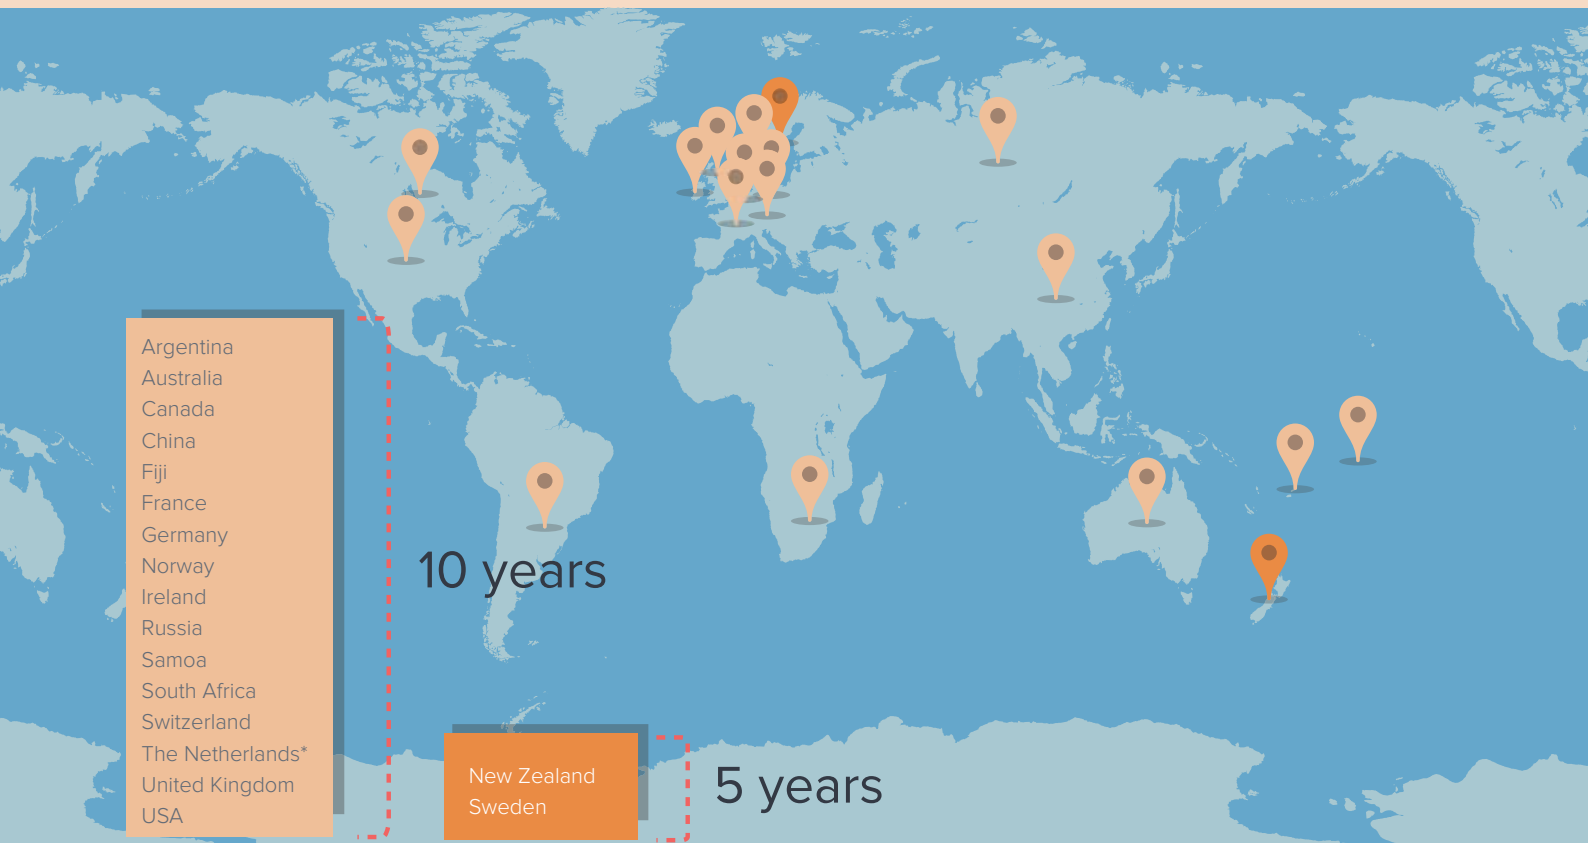 Argentina
Australia
Canada
China
Fiji
France
Germany
Norway
Ireland
Russia
Samoa
South Africa
Switzerland
The Netherlands*
United Kingdom
USA
10 years
New Zealand
Sweden
5 years